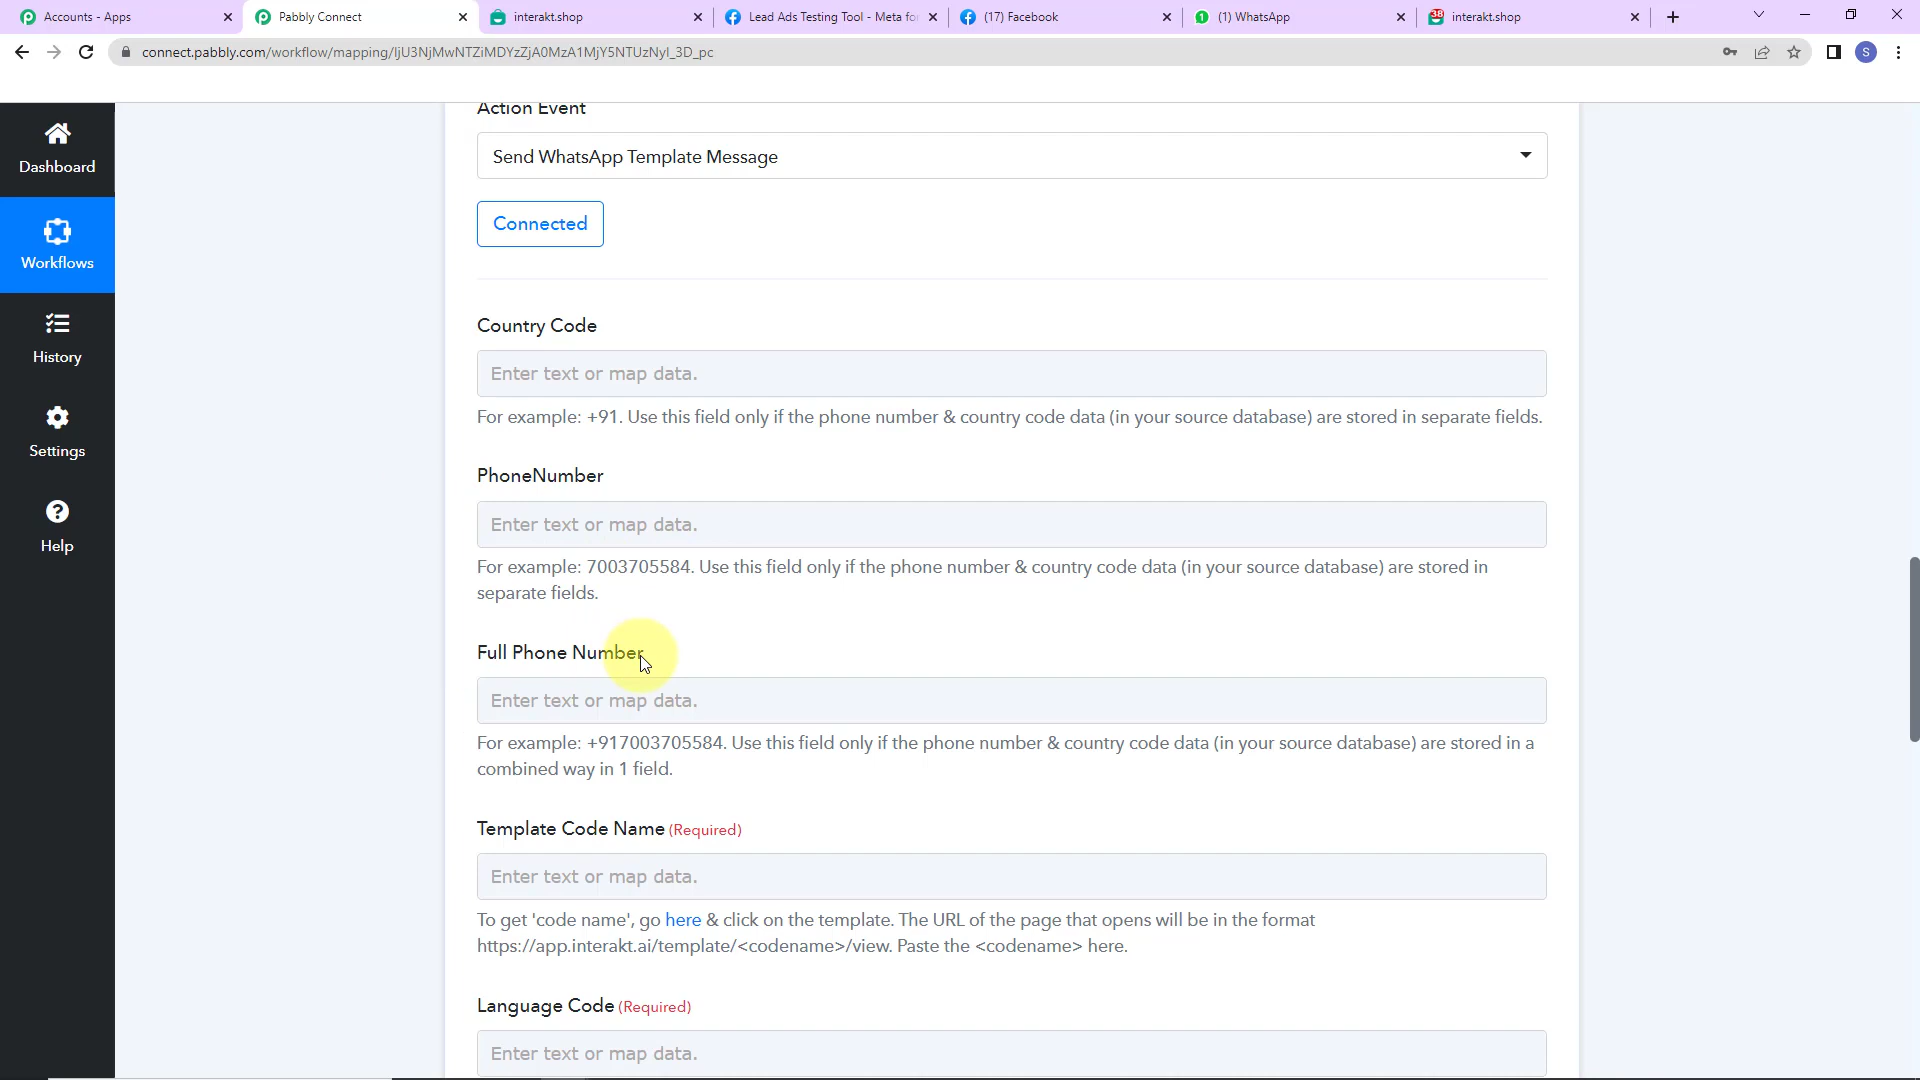 Accounts - Apps
Pabbly Connect
interakt.shop
Lead Ads Testing Tool - Meta fo
(17) Facebook
(1) WhatsApp
interakt.shop
connect.pabbly.com/workflow/mapping/IjU3NjMwNTZiMDYzZjA0MzA1MjY5NTUzNyI_3D_pc
S
Dashboard
Workflows
History
Settings
Help
Action Event
Send WhatsApp Template Message
Connected
Country Code
Enter text or map data.
For example: +91. Use this field only if the phone number & country code data (in your source database) are stored in separate fields.
PhoneNumber
Enter text or map data.
For example: 7003705584. Use this field only if the phone number & country code data (in your source database) are stored in
separate fields.
Full Phone Number
Enter text or map data.
For example: +917003705584. Use this field only if the phone number & country code data (in your source database) are stored in a
combined way in 1 field.
Template Code Name (Required)
Enter text or map data.
To get 'code name', go here & click on the template. The URL of the page that opens will be in the format
https://app.interakt.ai/template/<codename>/view. Paste the <codename> here.
Language Code (Required)
Enter text or map data.